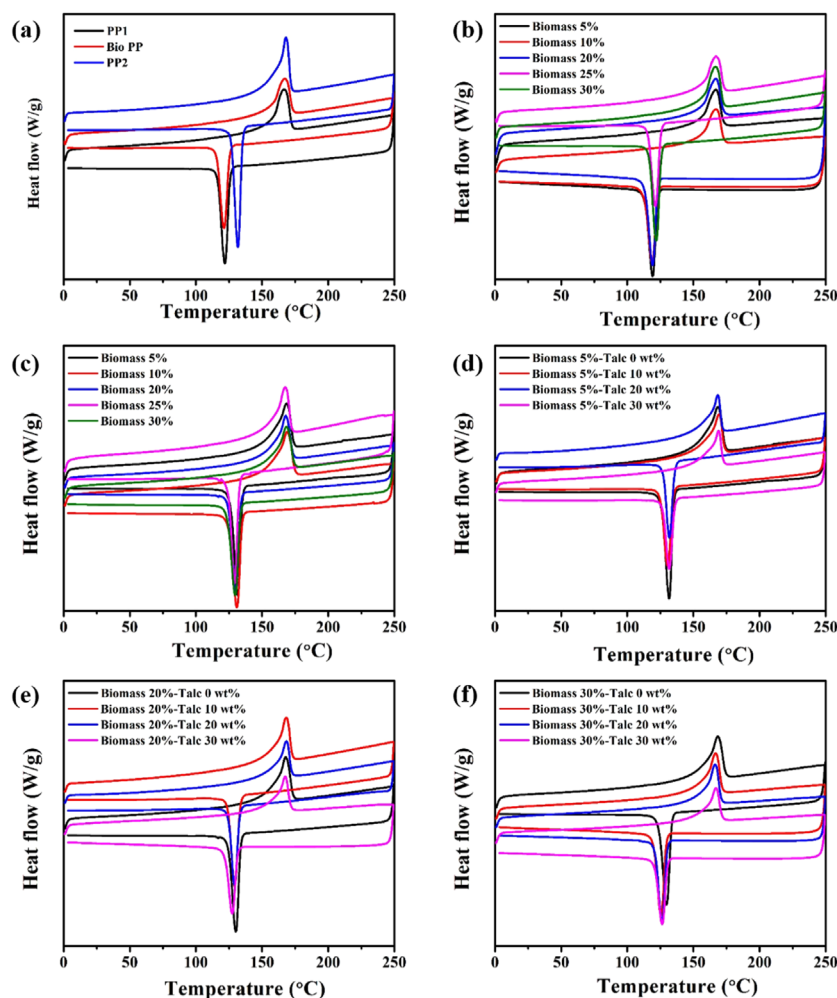 (a)
PP1
Bio PP
PP2
Heat flow (W/g)
0 50 100 150 200 250
Temperature (°C)
(b)
Biomass 5%
Biomass 10%
Biomass 20%
Biomass 25%
Biomass 30%
Heat flow (W/g)
0 50 100 150 200 250
Temperature (°C)
(c)
Biomass 5%
Biomass 10%
Biomass 20%
Biomass 25%
Biomass 30%
Heat flow (W/g)
0 50 100 150 200 250
Temperature (°C)
(d)
Biomass 5%-Talc 0 wt%
Biomass 5%-Talc 10 wt%
Biomass 5%-Talc 20 wt%
Biomass 5%-Talc 30 wt%
Heat flow (W/g)
0 50 100 150 200 250
Temperature (°C)
(e)
Biomass 20%-Talc 0 wt%
Biomass 20%-Talc 10 wt%
Biomass 20%-Talc 20 wt%
Biomass 20%-Talc 30 wt%
Heat flow (W/g)
0 50 100 150 200 250
Temperature (°C)
(f)
Biomass 30%-Talc 0 wt%
Biomass 30%-Talc 10 wt%
Biomass 30%-Talc 20 wt%
Biomass 30%-Talc 30 wt%
Heat flow (W/g)
0 50 100 150 200 250
Temperature (°C)